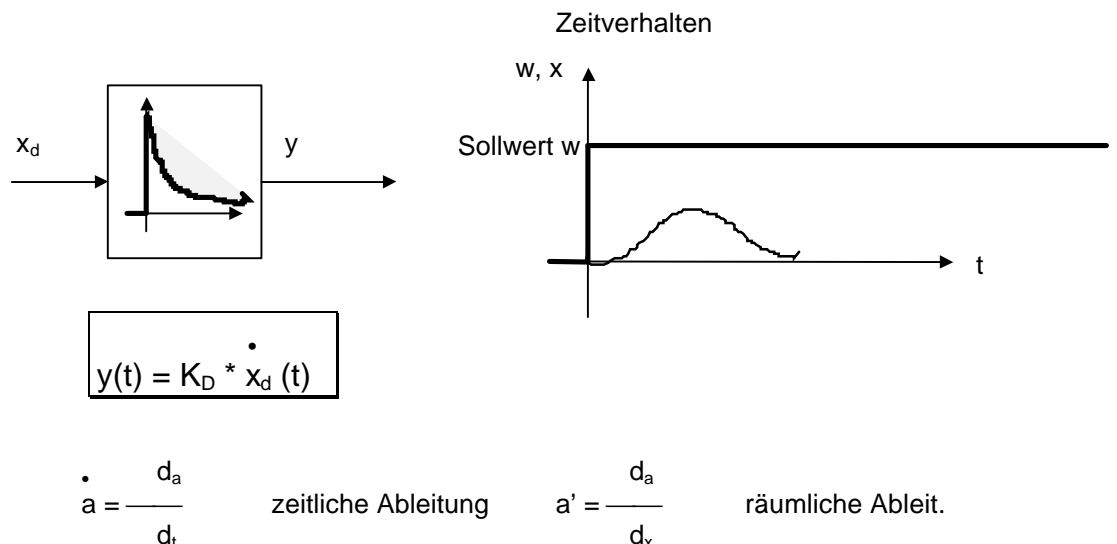 Zeitverhalten
w, x
x_d
y
Sollwert w
t
y(t) = K_D * ẋ_d (t)
ȧ = d_a / d_t zeitliche Ableitung a’ = d_a / d_x räumliche Ableit.